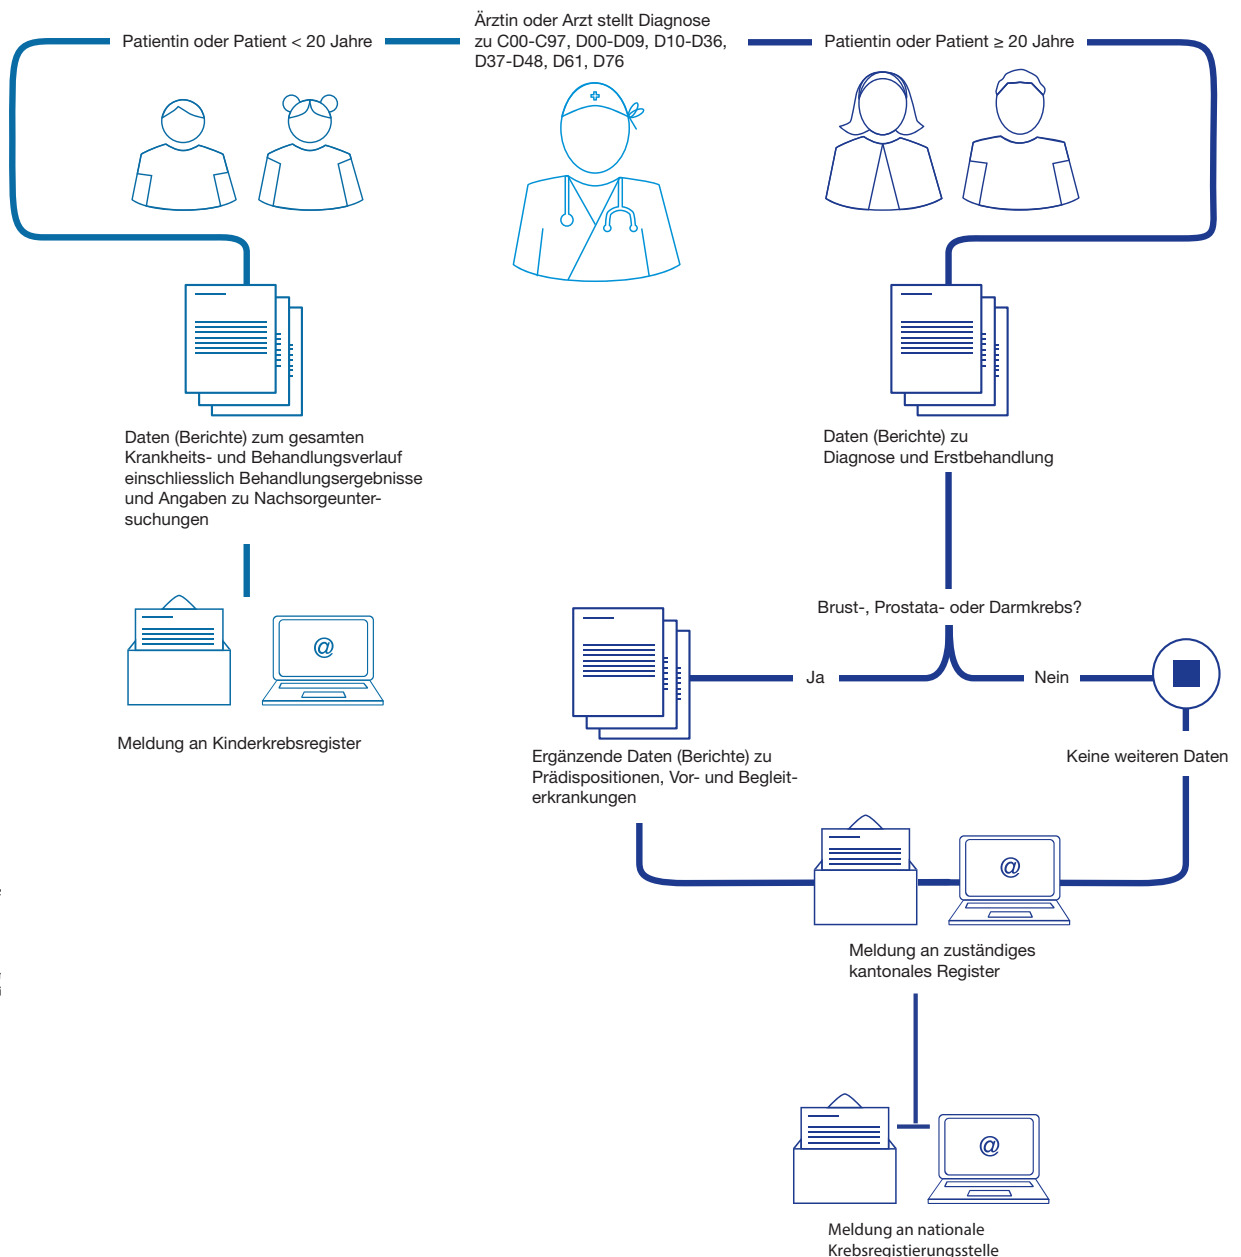 Ärztin oder Arzt stellt Diagnose
zu C00-C97, D00-D09, D10-D36,
D37-D48, D61, D76
Patientin oder Patient < 20 Jahre
Patientin oder Patient ≥ 20 Jahre
Daten (Berichte) zum gesamten
Krankheits- und Behandlungsverlauf
einschliesslich Behandlungsergebnisse
und Angaben zu Nachsorgeunter-
suchungen
@
Meldung an Kinderkrebsregister
Daten (Berichte) zu
Diagnose und Erstbehandlung
Brust-, Prostata- oder Darmkrebs?
Ja
Nein
Ergänzende Daten (Berichte) zu
Prädispositionen, Vor- und Begleit-
erkrankungen
Keine weiteren Daten
@
Meldung an zuständiges
kantonales Register
@
Meldung an nationale
Krebsregistierungsstelle